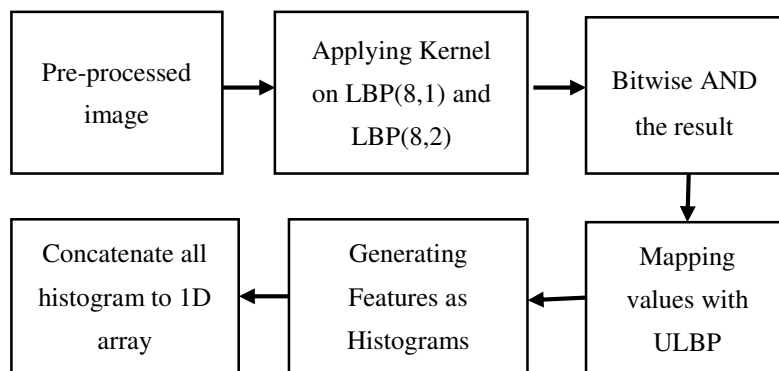 Pre-processed
image
Applying Kernel
on LBP(8,1) and
LBP(8,2)
Bitwise AND
the result
Mapping
values with
ULBP
Generating
Features as
Histograms
Concatenate all
histogram to 1D
array